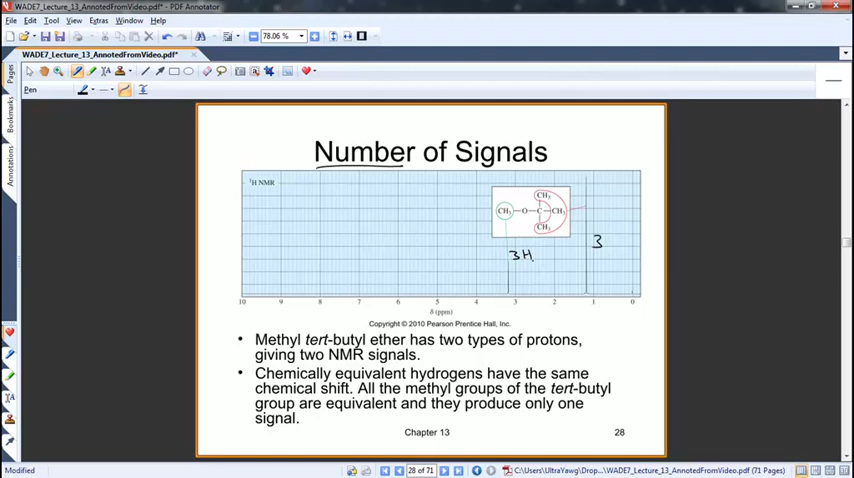 WADE7_Lecture_13_AnnotatedFromVideo.pdf* - PDF Annotator
File Edit Tool View Extras Window Help
78.06 %
WADE7_Lecture_13_AnnotatedFromVideo.pdf*
Pen
Pages
Bookmarks
Annotations
Number of Signals
¹H NMR
CH₃
CH₃—O—C—CH₃
CH₃
3H.
3
10 9 8 7 6 5 4 3 2 1 0
δ (ppm)
Copyright © 2010 Pearson Prentice Hall, Inc.
• Methyl tert-butyl ether has two types of protons,
giving two NMR signals.
• Chemically equivalent hydrogens have the same
chemical shift. All the methyl groups of the tert-butyl
group are equivalent and they produce only one
signal.
Chapter 13 28
Modified
28 of 71
C:\Users\UltraYawg\Drop...\WADE7_Lecture_13_AnnotatedFromVideo.pdf (71 Pages)